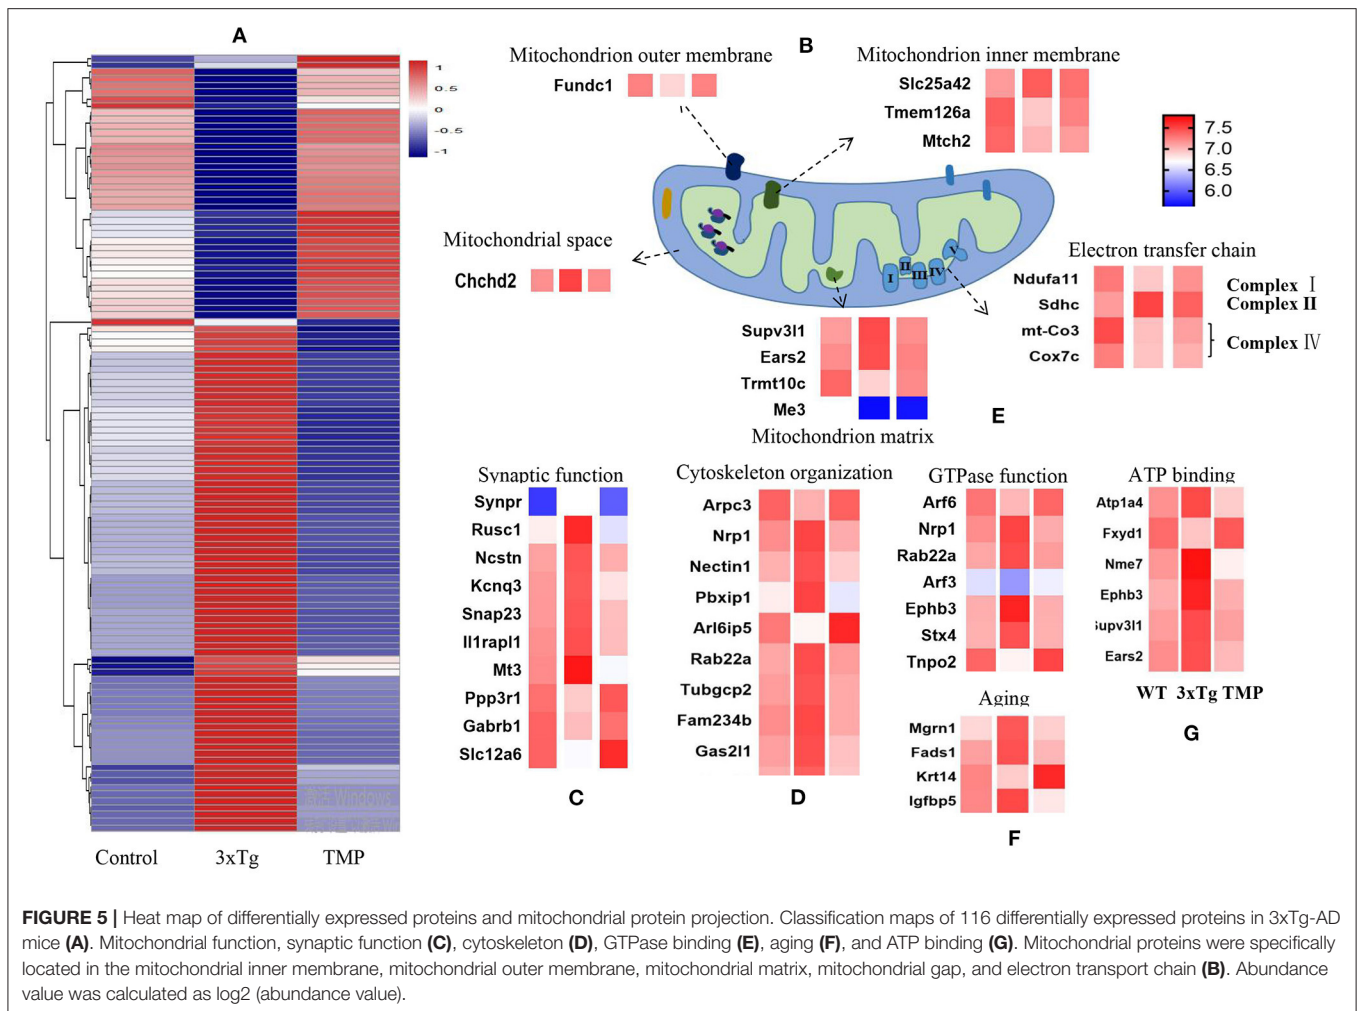 A
B
1
0.5
0
-0.5
-1
Control
3xTg
TMP
Mitochondrion outer membrane
Fundc1
Mitochondrion inner membrane
Slc25a42
Tmem126a
Mtch2
7.5
7.0
6.5
6.0
Mitochondrial space
Chchd2
I
II
III
IV
V
Electron transfer chain
Ndufa11
Complex Ⅰ
Sdhc
Complex II
mt-Co3
Complex Ⅳ
Cox7c
Supv3l1
Ears2
Trmt10c
Me3
Mitochondrion matrix
E
Synaptic function
Synpr
Rusc1
Ncstn
Kcnq3
Snap23
Il1rapl1
Mt3
Ppp3r1
Gabrb1
Slc12a6
C
Cytoskeleton organization
Arpc3
Nrp1
Nectin1
Pbxip1
Arl6ip5
Rab22a
Tubgcp2
Fam234b
Gas2l1
D
GTPase function
Arf6
Nrp1
Rab22a
Arf3
Ephb3
Stx4
Tnpo2
Aging
Mgrn1
Fads1
Krt14
Igfbp5
F
ATP binding
Atp1a4
Fxyd1
Nme7
Ephb3
Supv3l1
Ears2
WT 3xTg TMP
G
FIGURE 5 | Heat map of differentially expressed proteins and mitochondrial protein projection. Classification maps of 116 differentially expressed proteins in 3xTg-AD
mice (A). Mitochondrial function, synaptic function (C), cytoskeleton (D), GTPase binding (E), aging (F), and ATP binding (G). Mitochondrial proteins were specifically
located in the mitochondrial inner membrane, mitochondrial outer membrane, mitochondrial matrix, mitochondrial gap, and electron transport chain (B). Abundance
value was calculated as log2 (abundance value).